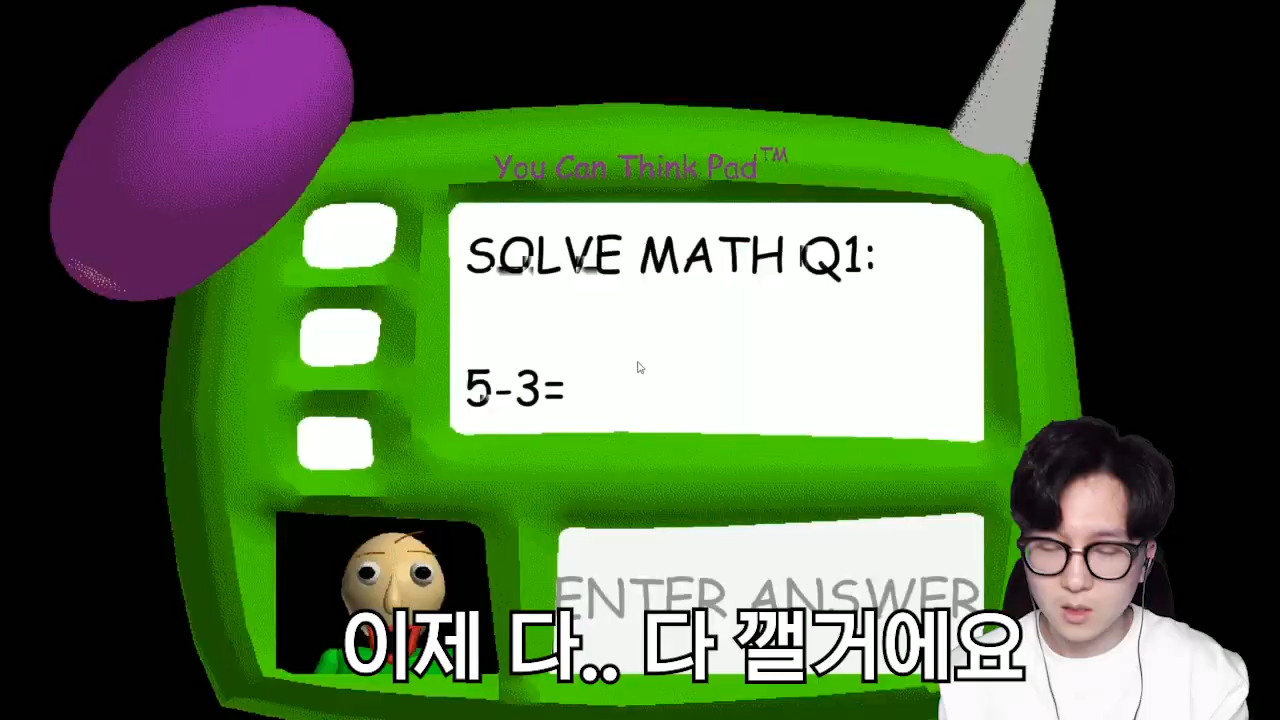 You Can Think Pad™
SOLVE MATH Q1:
5-3=
ENTER ANSWER
이제 다.. 다 깰거에요